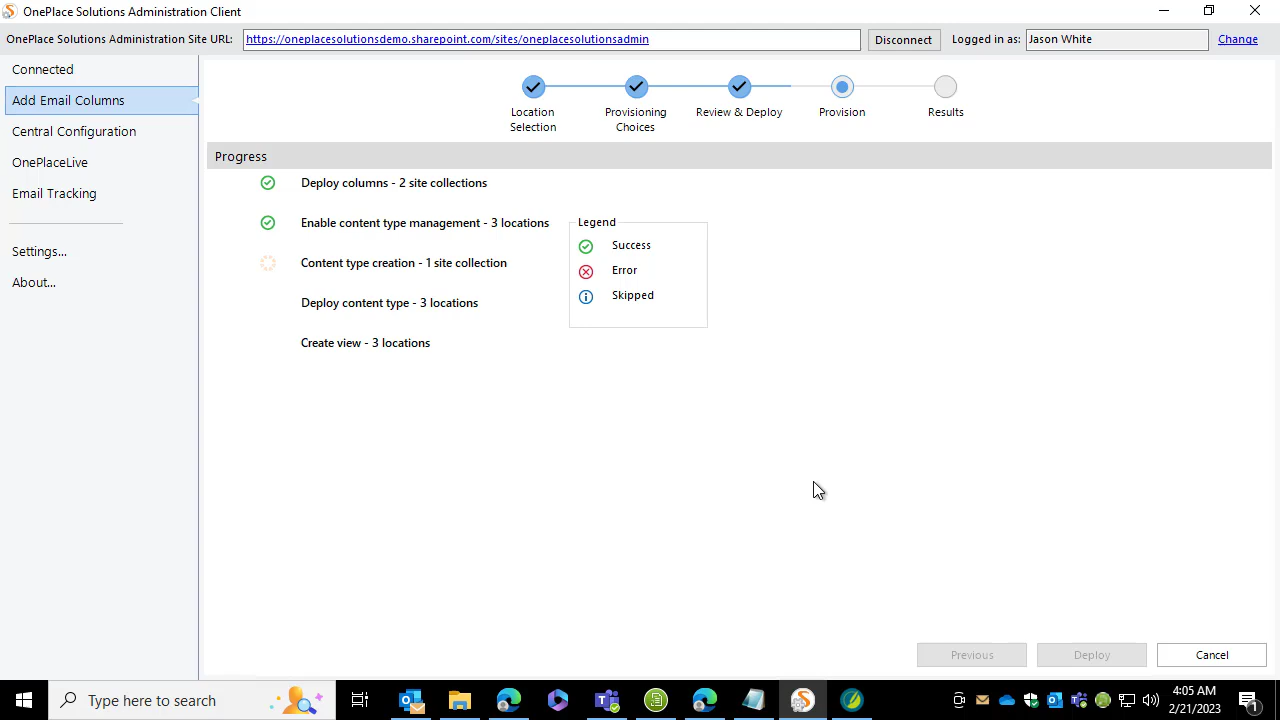 OnePlace Solutions Administration Client
OnePlace Solutions Administration Site URL: https://oneplacesolutionsdemo.sharepoint.com/sites/oneplacesolutionsadmin Disconnect Logged in as: Jason White Change
Connected
Add Email Columns
Central Configuration
OnePlaceLive
Email Tracking
Settings...
About...
Location Selection
Provisioning Choices
Review & Deploy
Provision
Results
Progress
Deploy columns - 2 site collections
Enable content type management - 3 locations
Content type creation - 1 site collection
Deploy content type - 3 locations
Create view - 3 locations
Legend
Success
Error
Skipped
Previous Deploy Cancel
Type here to search
4:05 AM
2/21/2023
1